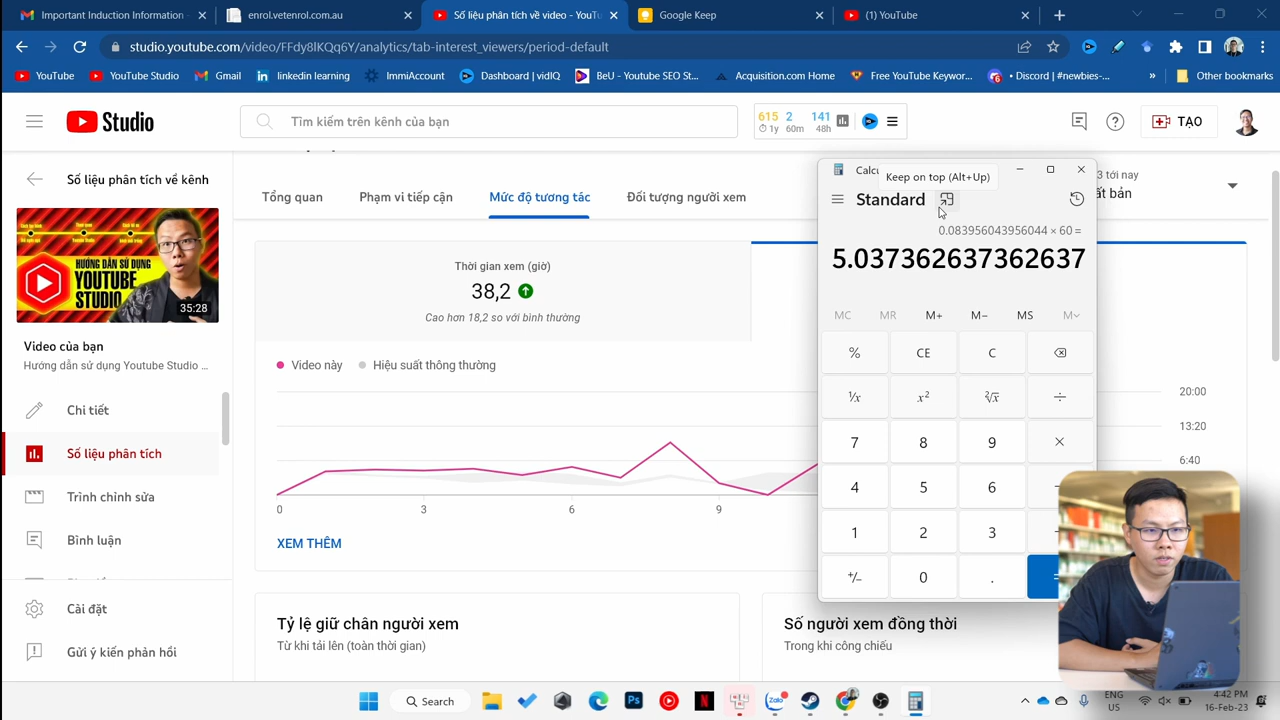 Important Induction Information
enrol.vetenrol.com.au
Số liệu phân tích về video - YouT
Google Keep
(1) YouTube
studio.youtube.com/video/FFdy8lKQq6Y/analytics/tab-interest_viewers/period-default
YouTube
YouTube Studio
Gmail
linkedin learning
ImmiAccount
Dashboard | vidIQ
BeU - Youtube SEO St...
Acquisition.com Home
Free YouTube Keywor...
• Discord | #newbies-...
»
Other bookmarks
Studio
Tìm kiếm trên kênh của bạn
615 2 141
1y 60m 48h
TẠO
Số liệu phân tích về kênh
HƯỚNG DẪN SỬ DỤNG
YOUTUBE
STUDIO
35:28
Video của bạn
Hướng dẫn sử dụng Youtube Studio ...
Chi tiết
Số liệu phân tích
Trình chỉnh sửa
Bình luận
Cài đặt
Gửi ý kiến phản hồi
Tổng quan
Phạm vi tiếp cận
Mức độ tương tác
Đối tượng người xem
3 tới nay
ất bản
Thời gian xem (giờ)
38,2
Cao hơn 18,2 so với bình thường
Video này
Hiệu suất thông thường
20:00
13:20
6:40
0 3 6 9
XEM THÊM
Tỷ lệ giữ chân người xem
Từ khi tải lên (toàn thời gian)
Số người xem đồng thời
Trong khi công chiếu
Calcu
Keep on top (Alt+Up)
Standard
0.083956043956044 × 60 =
5.037362637362637
MC MR M+ M− MS M˅
% CE C
¹/x x² ²√x ÷
7 8 9 ×
4 5 6
1 2 3
+/− 0 . =
Search
ENG
US
4:42 PM
16-Feb-23